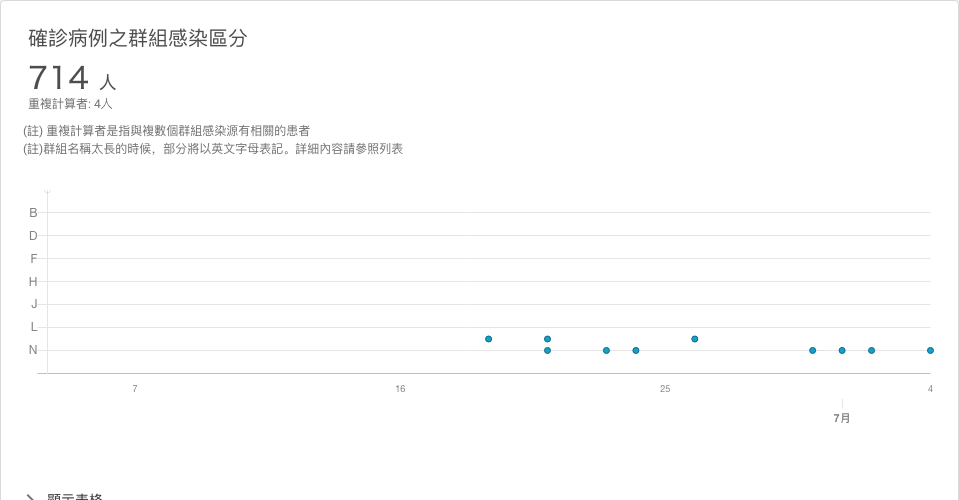 確診病例之群組感染區分
714 人
重複計算者: 4人
(註) 重複計算者是指與複數個群組感染源有相關的患者
(註)群組名稱太長的時候，部分將以英文字母表記。詳細內容請參照列表
B
D
F
H
J
L
N
7 16 25 4
7月
顯示表格